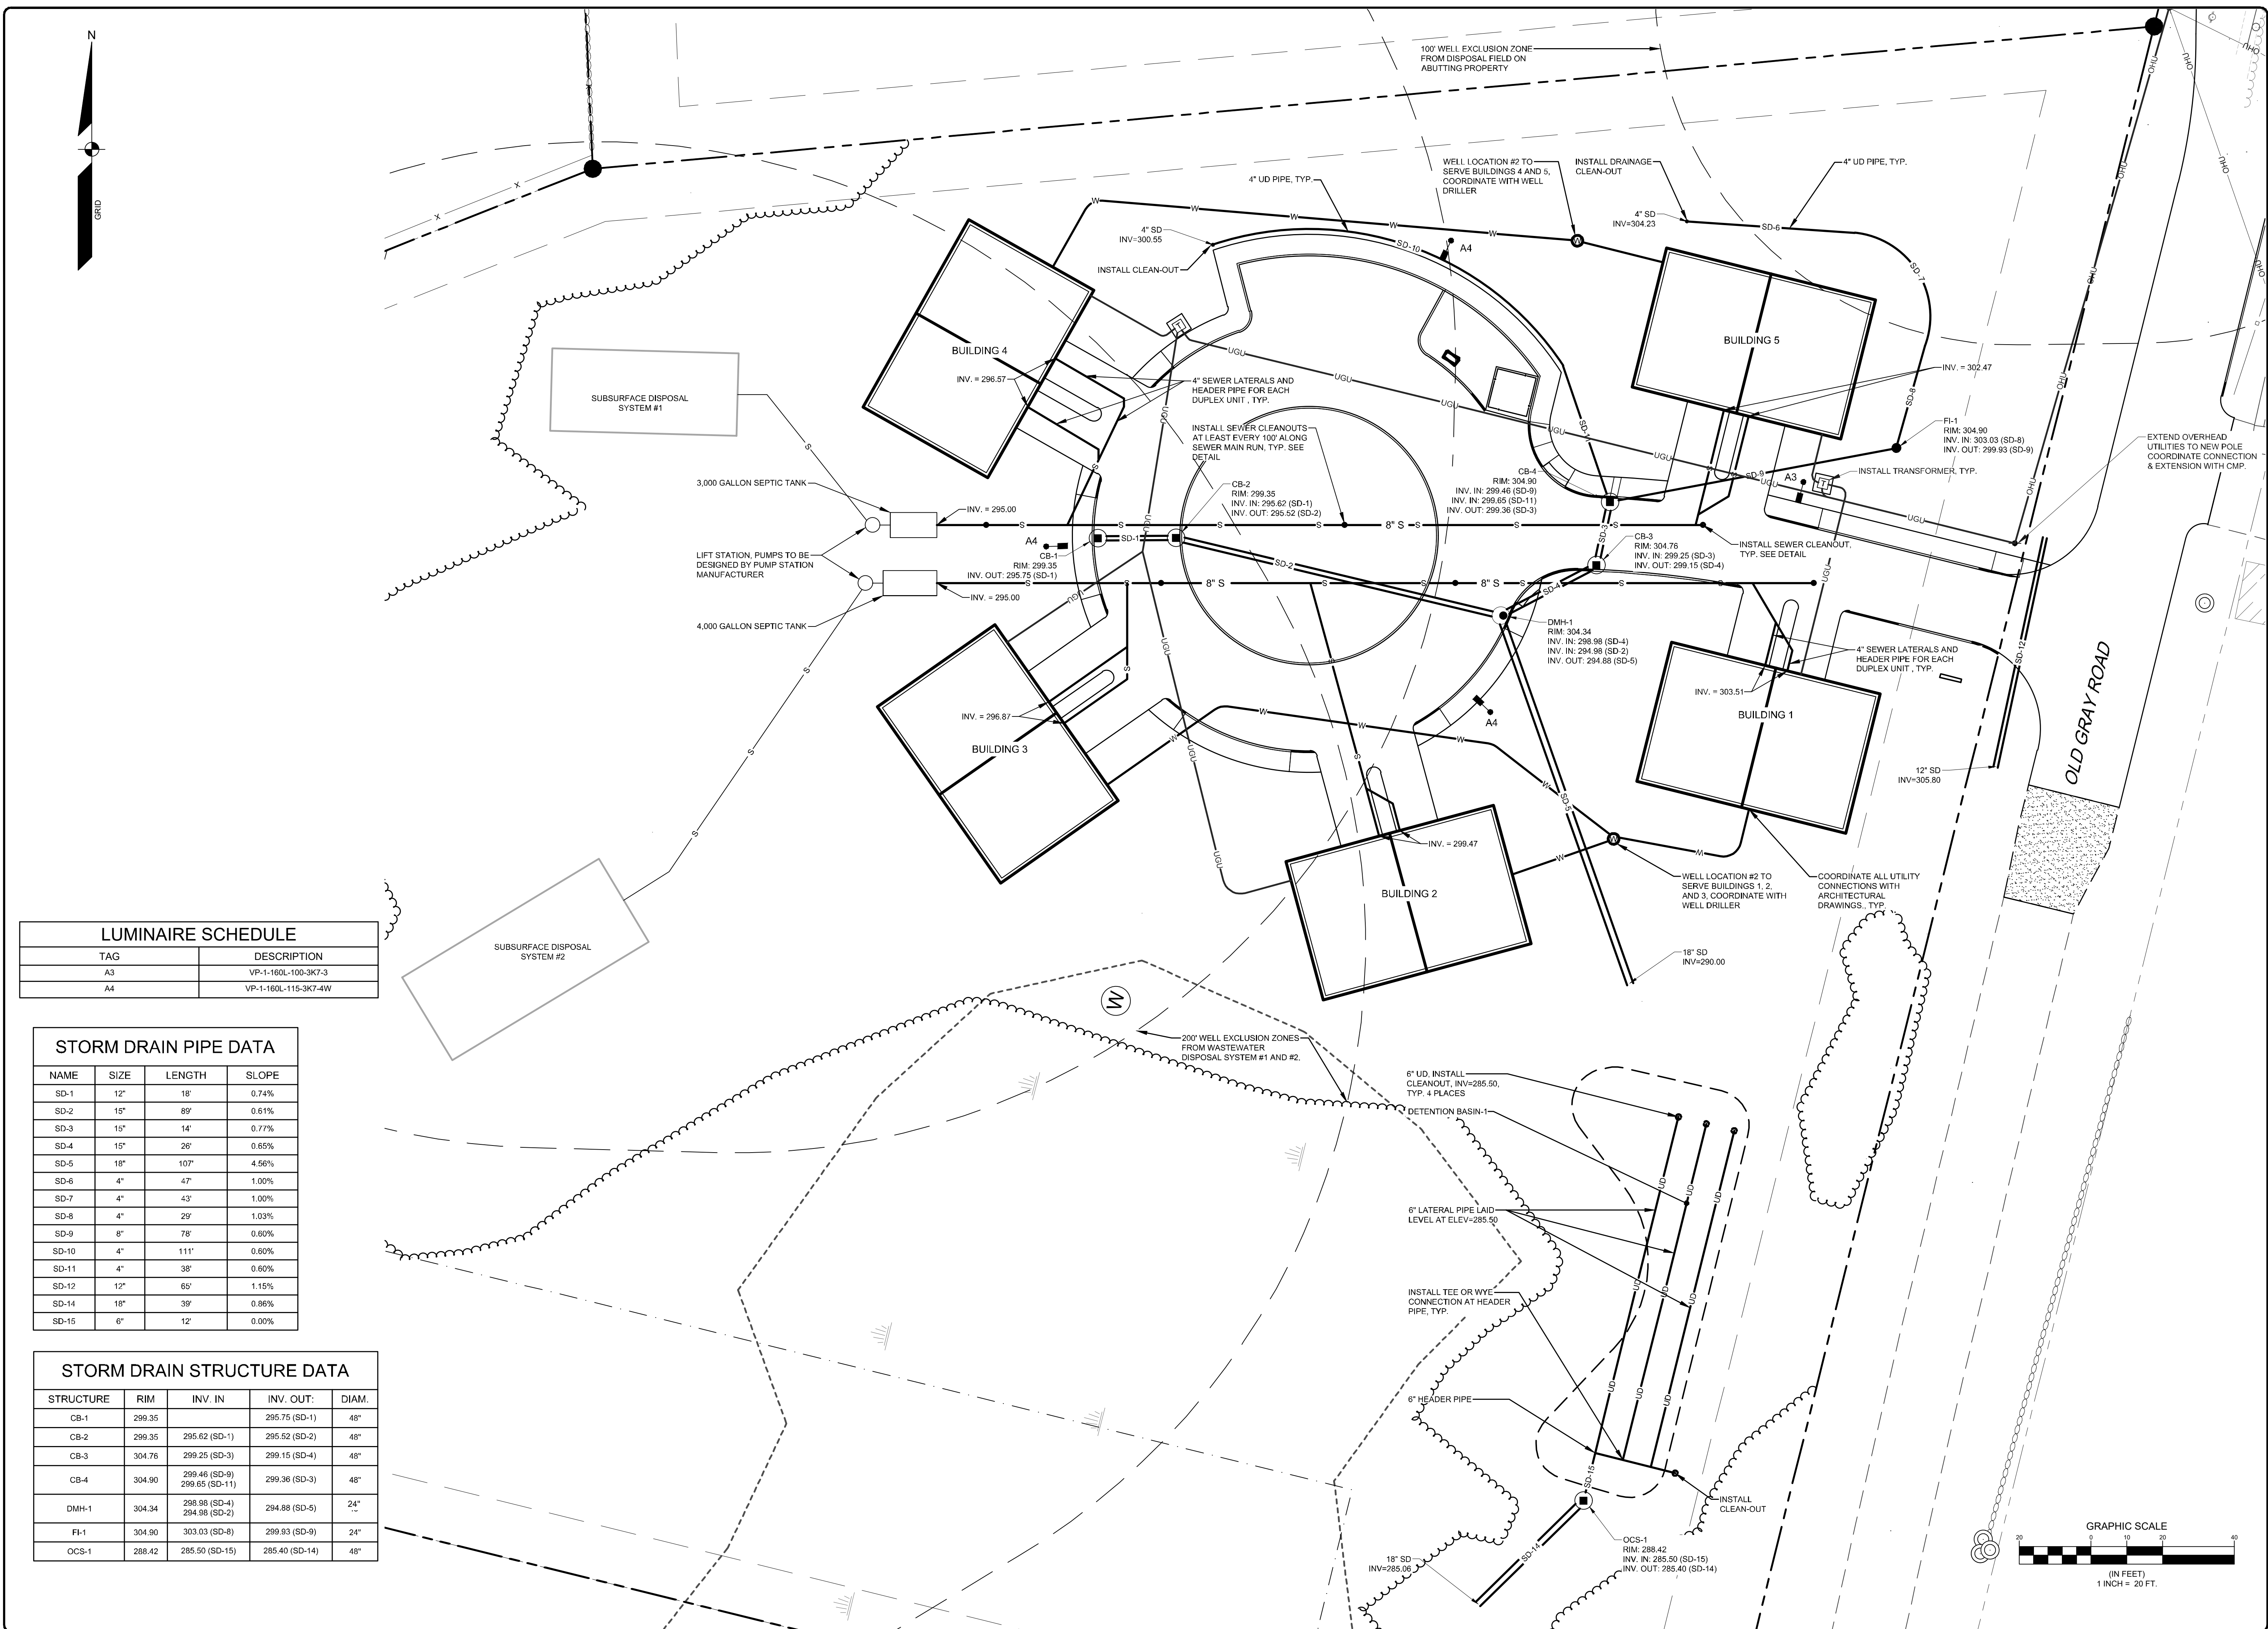 N
GRID
100' WELL EXCLUSION ZONE
FROM DISPOSAL FIELD ON
ABUTTING PROPERTY
WELL LOCATION #2 TO
SERVE BUILDINGS 4 AND 5,
COORDINATE WITH WELL
DRILLER
INSTALL DRAINAGE
CLEAN-OUT
4" UD PIPE, TYP.
4" UD PIPE, TYP.
4" SD
INV=304.23
4" SD
INV=300.55
INSTALL CLEAN-OUT
SD-10
A4
SD-6
SD-7
SD-8
BUILDING 4
INV. = 296.57
BUILDING 5
INV. = 302.47
SUBSURFACE DISPOSAL
SYSTEM #1
4" SEWER LATERALS AND
HEADER PIPE FOR EACH
DUPLEX UNIT , TYP.
INSTALL SEWER CLEANOUTS
AT LEAST EVERY 100' ALONG
SEWER MAIN RUN, TYP. SEE
DETAIL
SD-11
FI-1
RIM: 304.90
INV. IN: 303.03 (SD-8)
INV. OUT: 299.93 (SD-9)
EXTEND OVERHEAD
UTILITIES TO NEW POLE
COORDINATE CONNECTION
& EXTENSION WITH CMP.
3,000 GALLON SEPTIC TANK
INV. = 295.00
CB-2
RIM: 299.35
INV. IN: 295.62 (SD-1)
INV. OUT: 295.52 (SD-2)
CB-4
RIM: 304.90
INV. IN: 299.46 (SD-9)
INV. IN: 299.65 (SD-11)
INV. OUT: 299.36 (SD-3)
SD-9
A3
INSTALL TRANSFORMER, TYP.
8" S
SD-3
INSTALL SEWER CLEANOUT,
TYP. SEE DETAIL
LIFT STATION, PUMPS TO BE
DESIGNED BY PUMP STATION
MANUFACTURER
A4
SD-1
CB-1
RIM: 299.35
INV. OUT: 295.75 (SD-1)
SD-2
CB-3
RIM: 304.76
INV. IN: 299.25 (SD-3)
INV. OUT: 299.15 (SD-4)
8" S
8" S
SD-4
INV. = 295.00
4,000 GALLON SEPTIC TANK
DMH-1
RIM: 304.34
INV. IN: 298.98 (SD-4)
INV. IN: 294.98 (SD-2)
INV. OUT: 294.88 (SD-5)
4" SEWER LATERALS AND
HEADER PIPE FOR EACH
DUPLEX UNIT , TYP.
SD-12
OLD GRAY ROAD
INV. = 303.51
BUILDING 1
INV. = 296.87
BUILDING 3
A4
12" SD
INV=305.80
SD-5
INV. = 299.47
BUILDING 2
WELL LOCATION #2 TO
SERVE BUILDINGS 1, 2,
AND 3, COORDINATE WITH
WELL DRILLER
COORDINATE ALL UTILITY
CONNECTIONS WITH
ARCHITECTURAL
DRAWINGS., TYP.
18" SD
INV=290.00
SUBSURFACE DISPOSAL
SYSTEM #2
W
200' WELL EXCLUSION ZONES
FROM WASTEWATER
DISPOSAL SYSTEM #1 AND #2.
6" UD, INSTALL
CLEANOUT, INV=285.50,
TYP. 4 PLACES
DETENTION BASIN-1
6" LATERAL PIPE LAID
LEVEL AT ELEV=285.50
INSTALL TEE OR WYE
CONNECTION AT HEADER
PIPE, TYP.
6" HEADER PIPE
SD-15
INSTALL
CLEAN-OUT
OCS-1
RIM: 288.42
INV. IN: 285.50 (SD-15)
INV. OUT: 285.40 (SD-14)
SD-14
18" SD
INV=285.06
LUMINAIRE SCHEDULE
TAG DESCRIPTION
A3 VP-1-160L-100-3K7-3
A4 VP-1-160L-115-3K7-4W
STORM DRAIN PIPE DATA
NAME SIZE LENGTH SLOPE
SD-1 12" 18' 0.74%
SD-2 15" 89' 0.61%
SD-3 15" 14' 0.77%
SD-4 15" 26' 0.65%
SD-5 18" 107' 4.56%
SD-6 4" 47' 1.00%
SD-7 4" 43' 1.00%
SD-8 4" 29' 1.03%
SD-9 8" 78' 0.60%
SD-10 4" 111' 0.60%
SD-11 4" 38' 0.60%
SD-12 12" 65' 1.15%
SD-14 18" 39' 0.86%
SD-15 6" 12' 0.00%
STORM DRAIN STRUCTURE DATA
STRUCTURE RIM INV. IN INV. OUT: DIAM.
CB-1 299.35 295.75 (SD-1) 48"
CB-2 299.35 295.62 (SD-1) 295.52 (SD-2) 48"
CB-3 304.76 299.25 (SD-3) 299.15 (SD-4) 48"
CB-4 304.90 299.46 (SD-9) 299.65 (SD-11) 299.36 (SD-3) 48"
DMH-1 304.34 298.98 (SD-4) 294.98 (SD-2) 294.88 (SD-5) 24"
FI-1 304.90 303.03 (SD-8) 299.93 (SD-9) 24"
OCS-1 288.42 285.50 (SD-15) 285.40 (SD-14) 48"
GRAPHIC SCALE
20 0 10 20 40
(IN FEET)
1 INCH = 20 FT.